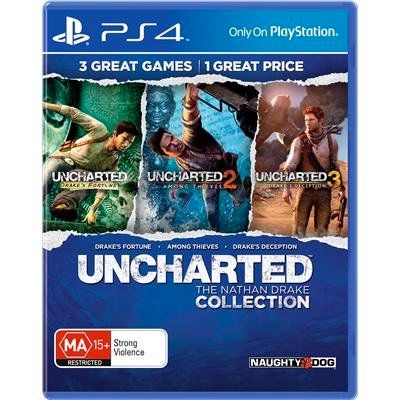 PS4
Only On PlayStation®
3 GREAT GAMES | 1 GREAT PRICE
UNCHARTED
DRAKE'S FORTUNE
UNCHARTED 2
AMONG THIEVES
UNCHARTED 3
DRAKE'S DECEPTION
DRAKE'S FORTUNE • AMONG THIEVES • DRAKE'S DECEPTION
UNCHARTED
THE NATHAN DRAKE
COLLECTION
MA 15+
Strong
Violence
RESTRICTED
NAUGHTY DOG